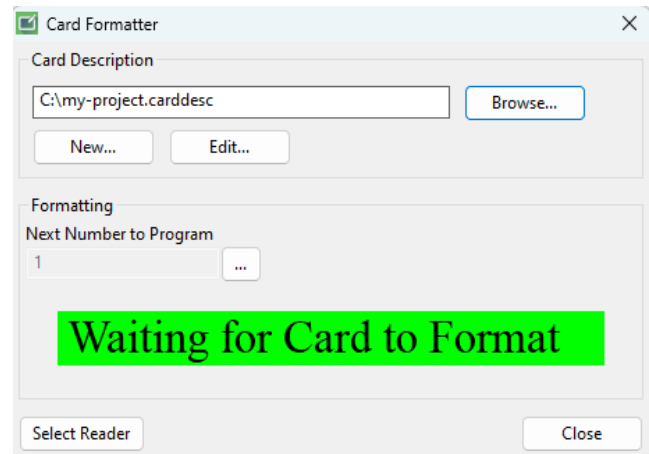 Card Formatter
Card Description
C:\my-project.carddesc
Browse...
New...
Edit...
Formatting
Next Number to Program
1
...
Waiting for Card to Format
Select Reader
Close